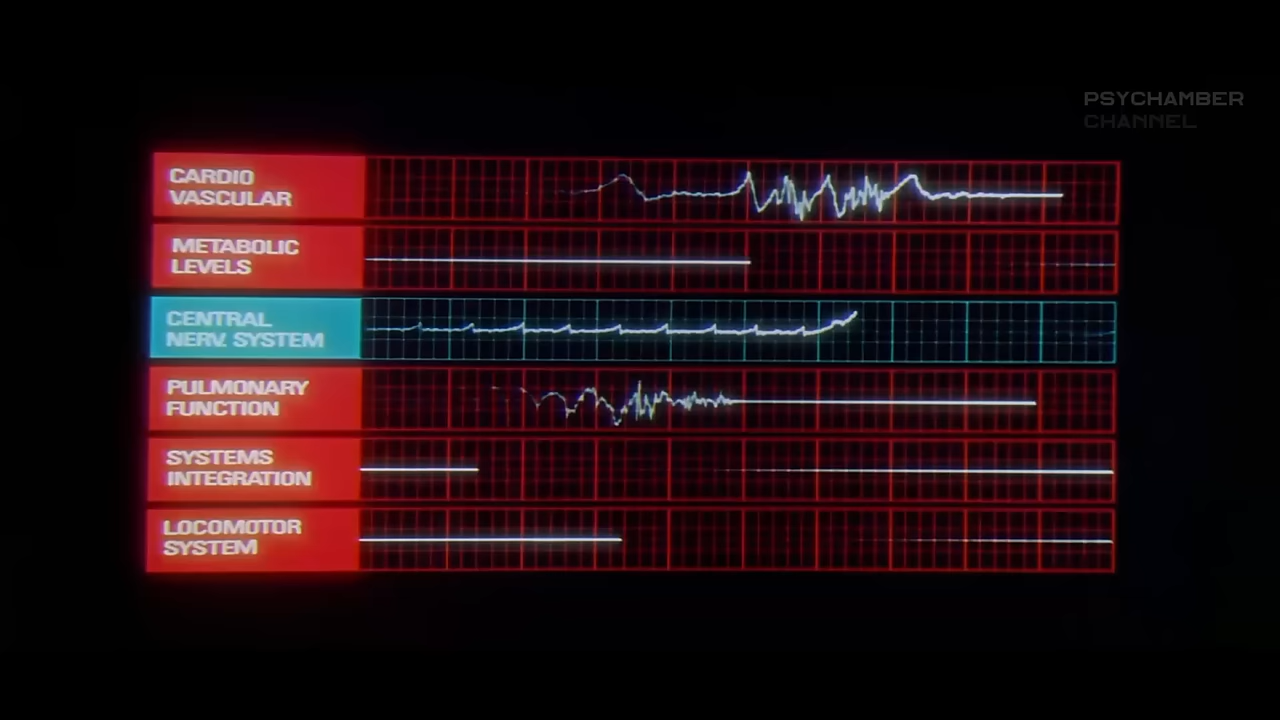 PSYCHAMBER
CHANNEL
CARDIO
VASCULAR
METABOLIC
LEVELS
CENTRAL
NERV. SYSTEM
PULMONARY
FUNCTION
SYSTEMS
INTEGRATION
LOCOMOTOR
SYSTEM